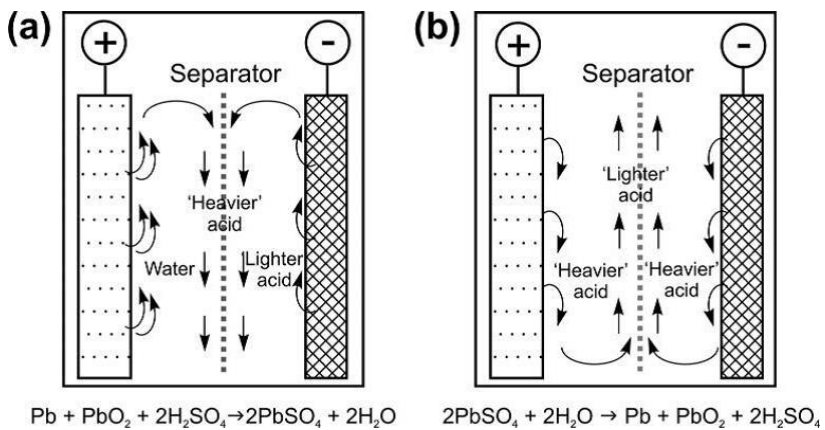 (a)
+
-
Separator
'Heavier'
acid
Water
Lighter
acid
Pb + PbO₂ + 2H₂SO₄→2PbSO₄ + 2H₂O
(b)
+
-
Separator
'Lighter'
acid
'Heavier' 'Heavier'
acid acid
2PbSO₄ + 2H₂O → Pb + PbO₂ + 2H₂SO₄